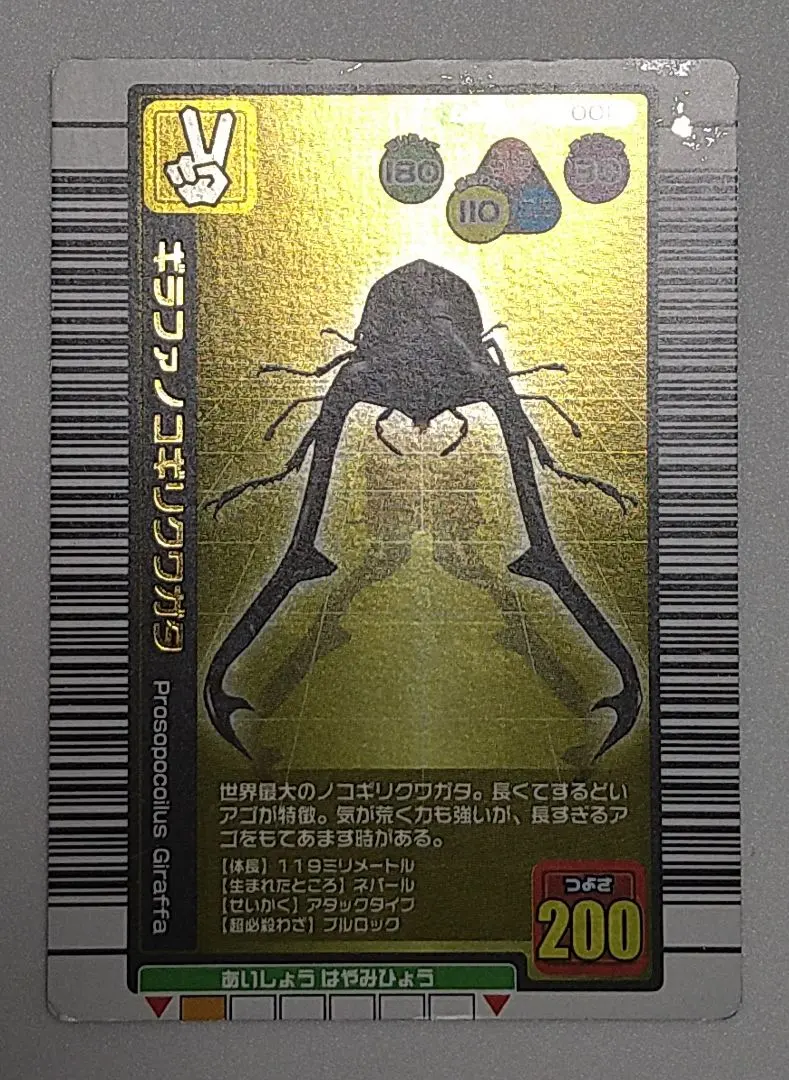 001
180
110
ギラファノコギリクワガタ
Prosopocoilus Giraffa
世界最大のノコギリクワガタ。長くてするどい
アゴが特徴。気が荒く力も強いが、長すぎるア
ゴをもてあます時がある。
【体長】119ミリメートル
【生まれたところ】ネパール
【せいかく】アタックタイプ
【超必殺わざ】ブルロック
つよさ
200
あいしょう はやみひょう